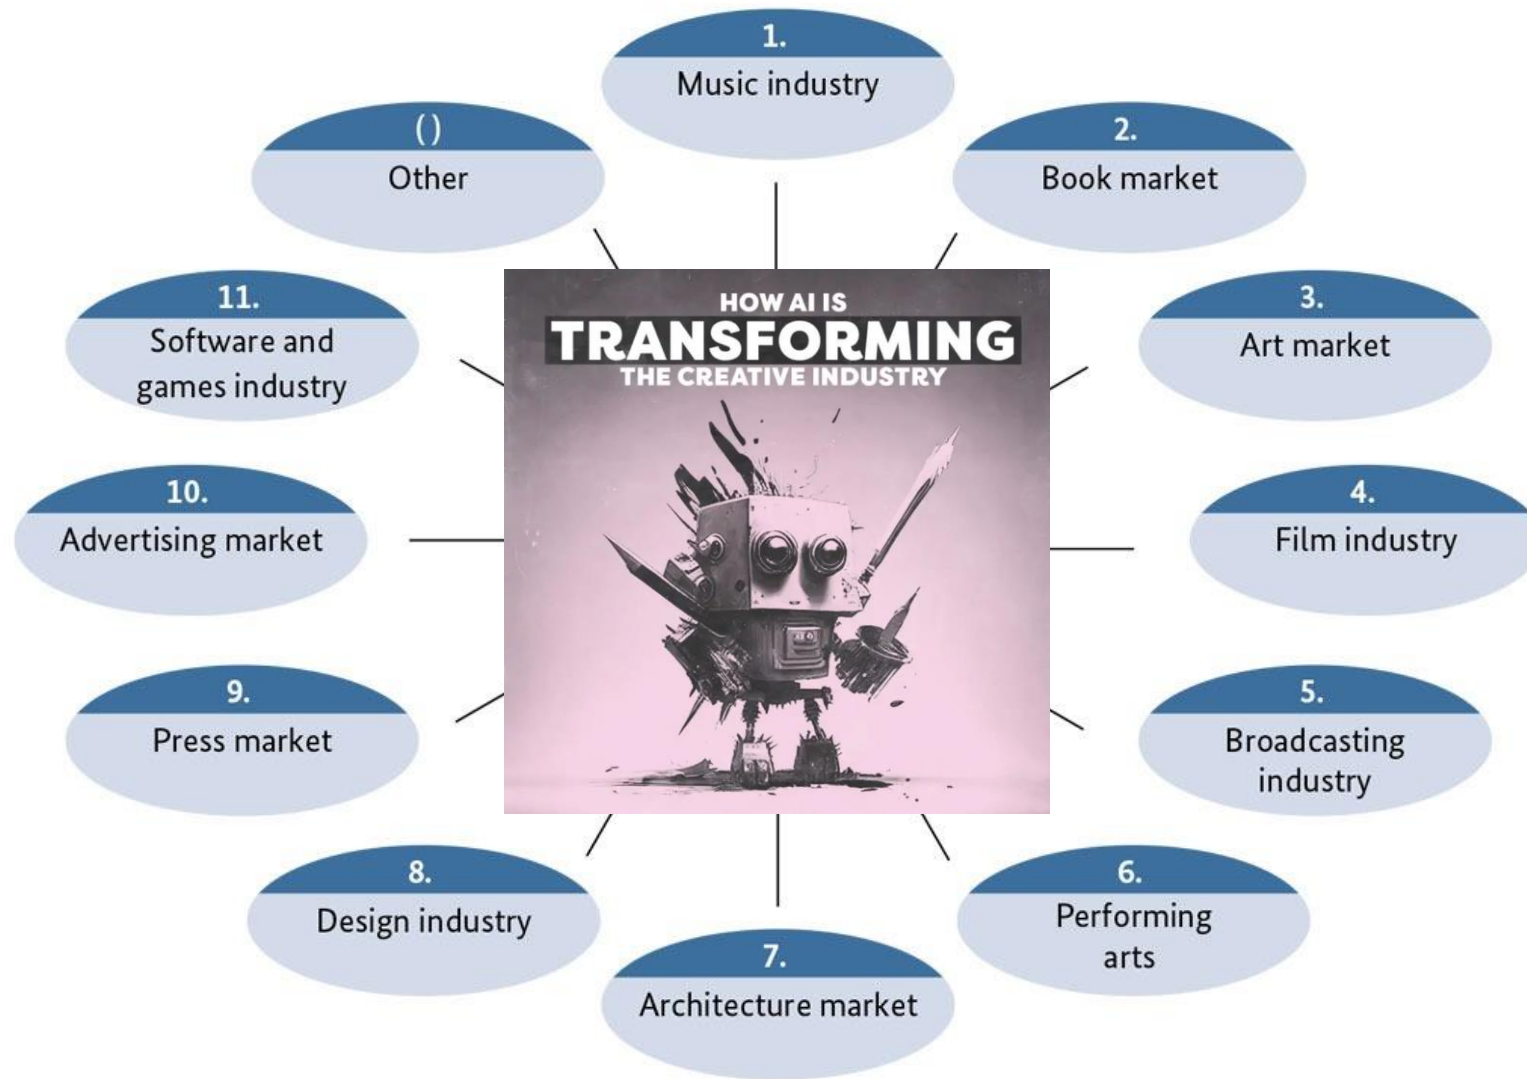 1.
Music industry
2.
Book market
3.
Art market
4.
Film industry
5.
Broadcasting
industry
6.
Performing
arts
7.
Architecture market
8.
Design industry
9.
Press market
10.
Advertising market
11.
Software and
games industry
( )
Other
HOW AI IS
TRANSFORMING
THE CREATIVE INDUSTRY